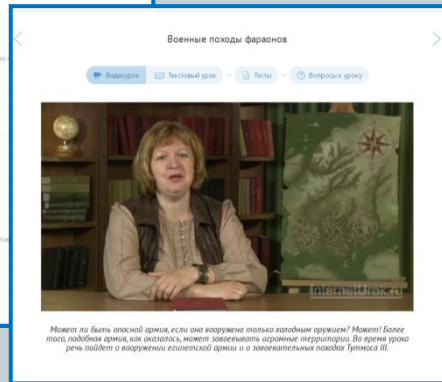 Военные походы фараонов
Видеоурок
Текстовый урок
Тесты
Вопросы к уроку
InternetUrok.ru
Может ли быть опасной армия, если она вооружена только холодным оружием? Может! Более
того, подобная армия, как оказалось, может завоевывать огромные территории. Во время урока
речь пойдет о вооружении египетской армии и о завоевательных походах Тутмоса III.